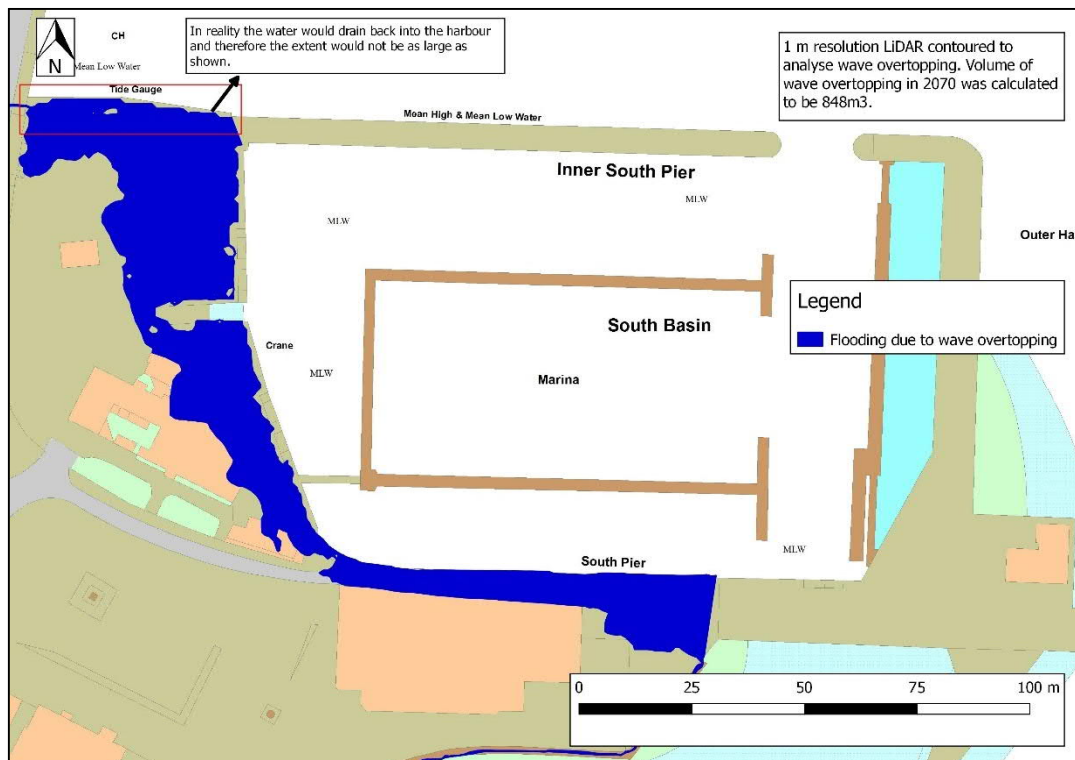 In reality the water would drain back into the harbour
and therefore the extent would not be as large as
shown.
1 m resolution LiDAR contoured to
analyse wave overtopping. Volume of
wave overtopping in 2070 was calculated
to be 848m3.
N
CH
Mean Low Water
Tide Gauge
Mean High & Mean Low Water
Inner South Pier
MLW
MLW
Outer Ha
Legend
Flooding due to wave overtopping
South Basin
Crane
MLW
Marina
MLW
South Pier
0 25 50 75 100 m